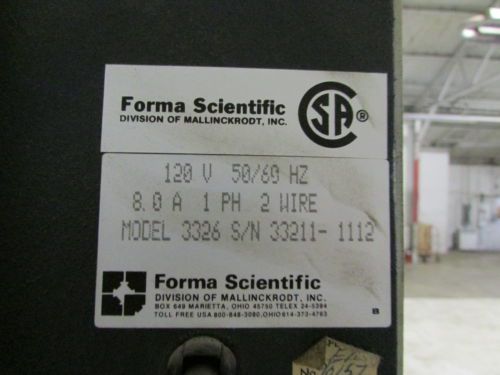 Forma Scientific
DIVISION OF MALLINCKRODT, INC.
CSA ®
120 V 50/60 HZ
8.0 A 1 PH 2 WIRE
MODEL 3326 S/N 33211-1112
Forma Scientific
DIVISION OF MALLINCKRODT, INC.
BOX 649 MARIETTA, OHIO 45750 TELEX 24-5394
TOLL FREE USA 800-848-3080, OHIO 614-373-4763
B